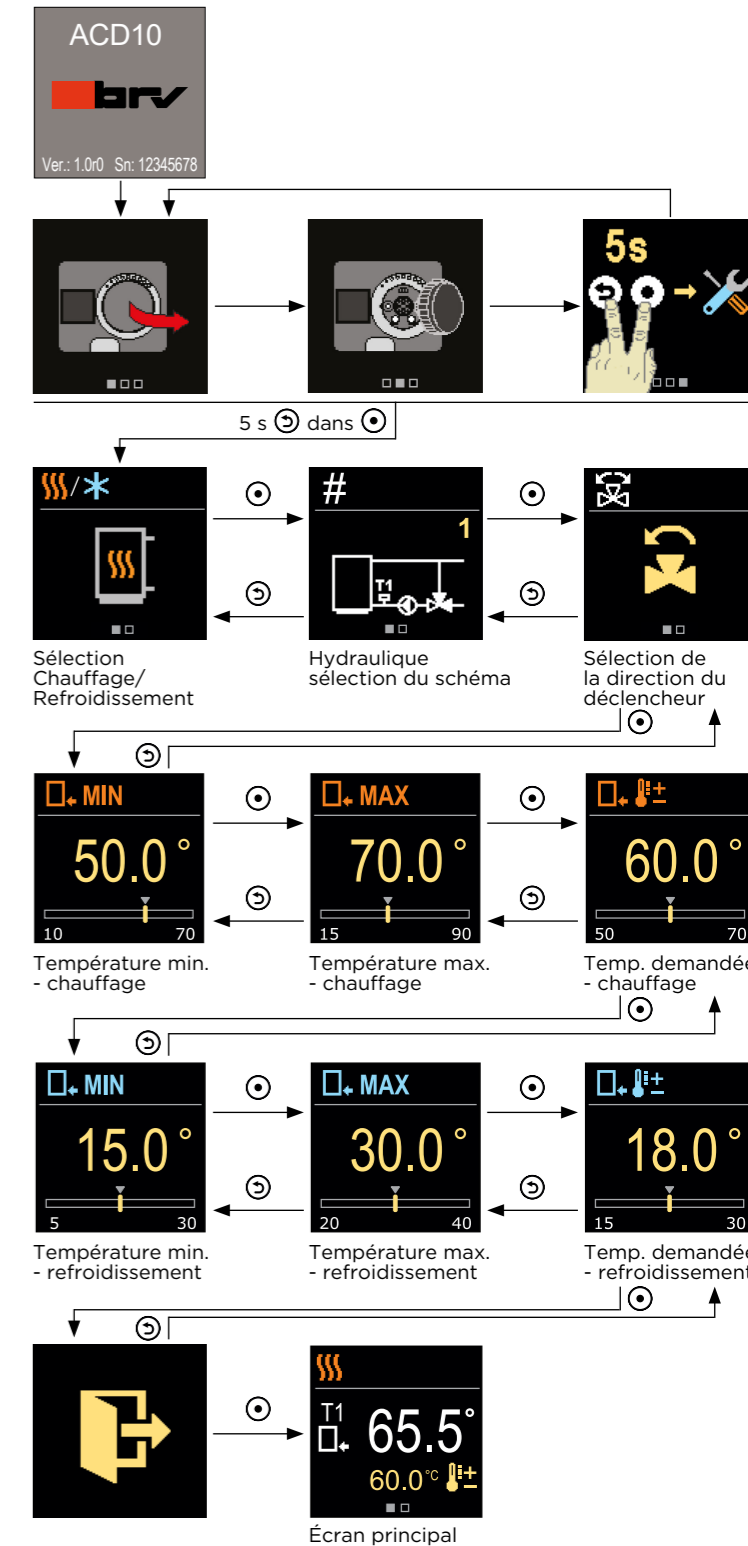 ACD10
brv
Ver.: 1.0r0 Sn: 12345678
5s
5 s dans
/
#
1
T1
Sélection
Chauffage/
Refroidissement
Hydraulique
sélection du schéma
Sélection de
la direction du
déclencheur
MIN
50.0°
10 70
MAX
70.0°
15 90
60.0°
50 70
Température min.
- chauffage
Température max.
- chauffage
Temp. demandée
- chauffage
MIN
15.0°
5 30
MAX
30.0°
20 40
18.0°
15 30
Température min.
- refroidissement
Température max.
- refroidissement
Temp. demandée
- refroidissement
T1
65.5°
60.0°C
Écran principal